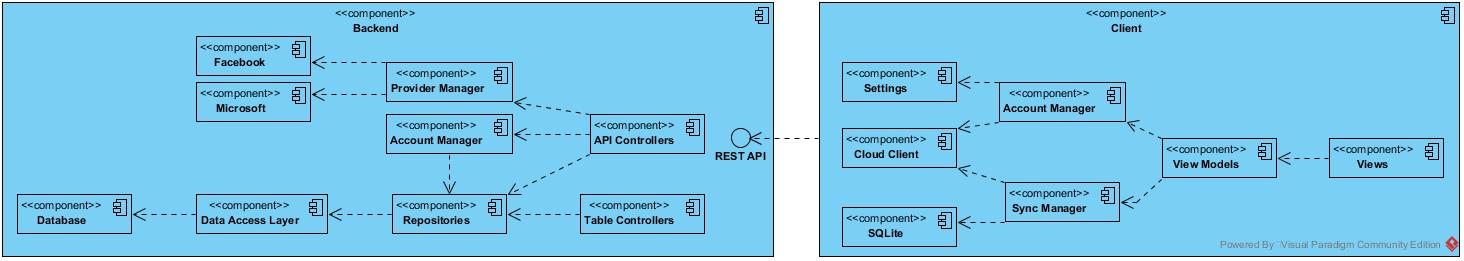 <<component>>
Backend
<<component>>
Facebook
<<component>>
Microsoft
<<component>>
Provider Manager
<<component>>
Account Manager
<<component>>
API Controllers
REST API
<<component>>
Database
<<component>>
Data Access Layer
<<component>>
Repositories
<<component>>
Table Controllers
<<component>>
Client
<<component>>
Settings
<<component>>
Account Manager
<<component>>
Cloud Client
<<component>>
View Models
<<component>>
Views
<<component>>
Sync Manager
<<component>>
SQLite
Powered By Visual Paradigm Community Edition